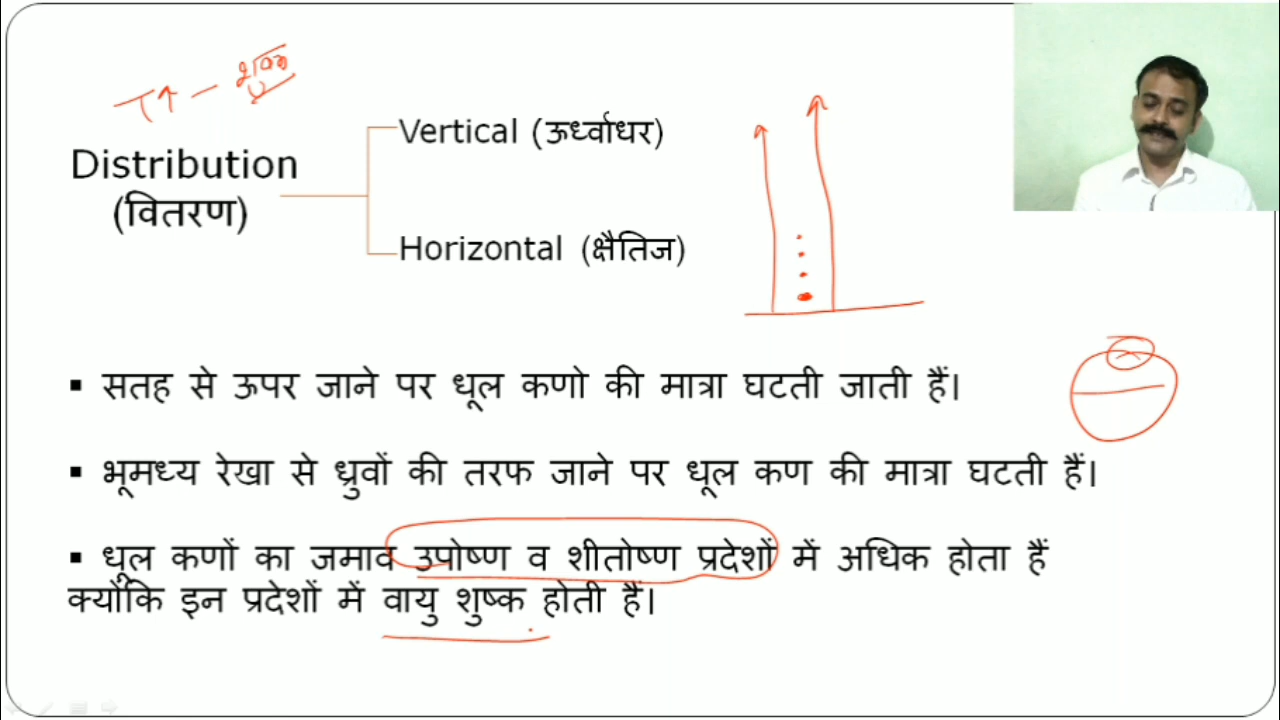 T↑ –
Vertical (ऊर्ध्वाधर)
Distribution
(वितरण)
Horizontal (क्षैतिज)
▪ सतह से ऊपर जाने पर धूल कणो की मात्रा घटती जाती हैं।
▪ भूमध्य रेखा से ध्रुवों की तरफ जाने पर धूल कण की मात्रा घटती हैं।
▪ धूल कणों का जमाव उपोष्ण व शीतोष्ण प्रदेशों में अधिक होता हैं
क्योंकि इन प्रदेशों में वायु शुष्क होती हैं।